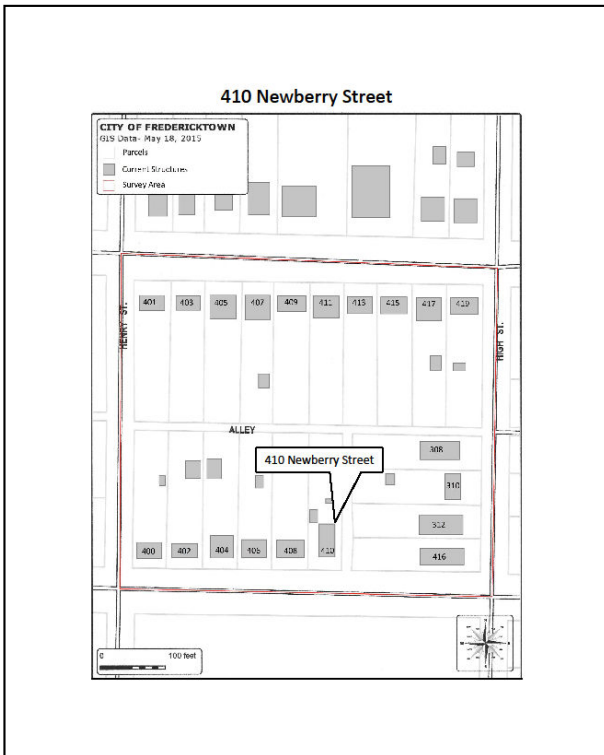 410 Newberry Street
CITY OF FREDERICKTOWN
GIS Data- May 18, 2015
Parcels
Current Structures
Survey Area
401 403 405 407 409 411 413 415 417 419
HENRY ST.
HIGH ST.
ALLEY
308
410 Newberry Street
310
312
400 402 404 406 408 410 416
0 100 feet